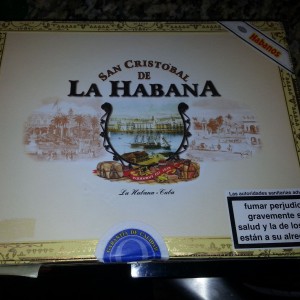 Habanos
SAN CRISTOBAL
DE
LA HABANA
La Habana - Cuba
Las autoridades sanitarias
fumar perjudic
gravemente s
salud y la de los
están a su alred